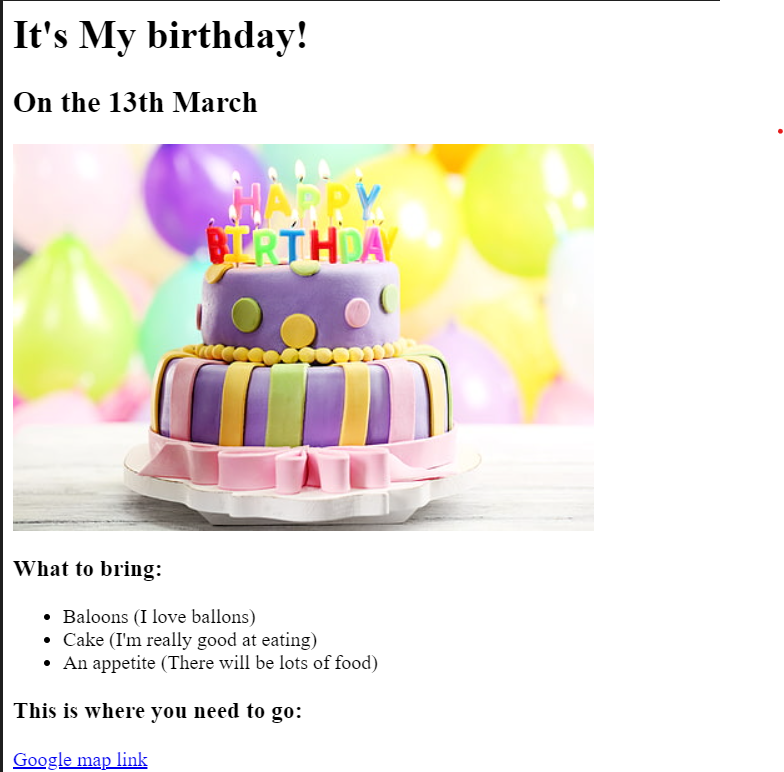 It's My birthday!
On the 13th March
HAPPY
BIRTHDAY
What to bring:
Baloons (I love ballons)
Cake (I'm really good at eating)
An appetite (There will be lots of food)
This is where you need to go:
Google map link